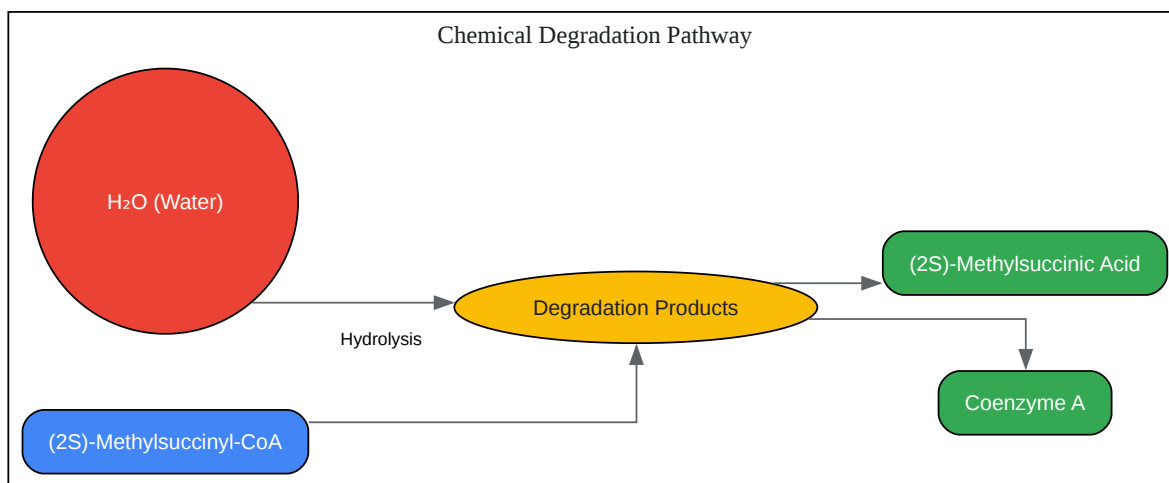 Chemical Degradation Pathway
H₂O (Water)
(2S)-Methylsuccinic Acid
Degradation Products
Hydrolysis
Coenzyme A
(2S)-Methylsuccinyl-CoA